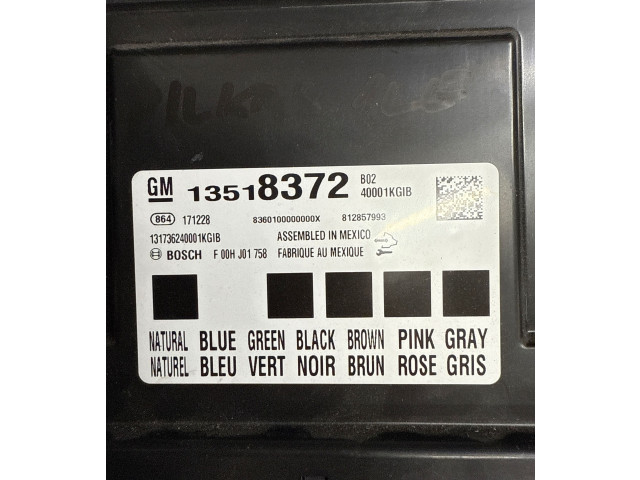 GM 13518372 B02
40001KGIB
864 171228 8360100000000X 812857993
131736240001KGIB ASSEMBLED IN MEXICO
BOSCH F 00H J01 758 FABRIQUE AU MEXIQUE
NATURAL BLUE GREEN BLACK BROWN PINK GRAY
NATUREL BLEU VERT NOIR BRUN ROSE GRIS